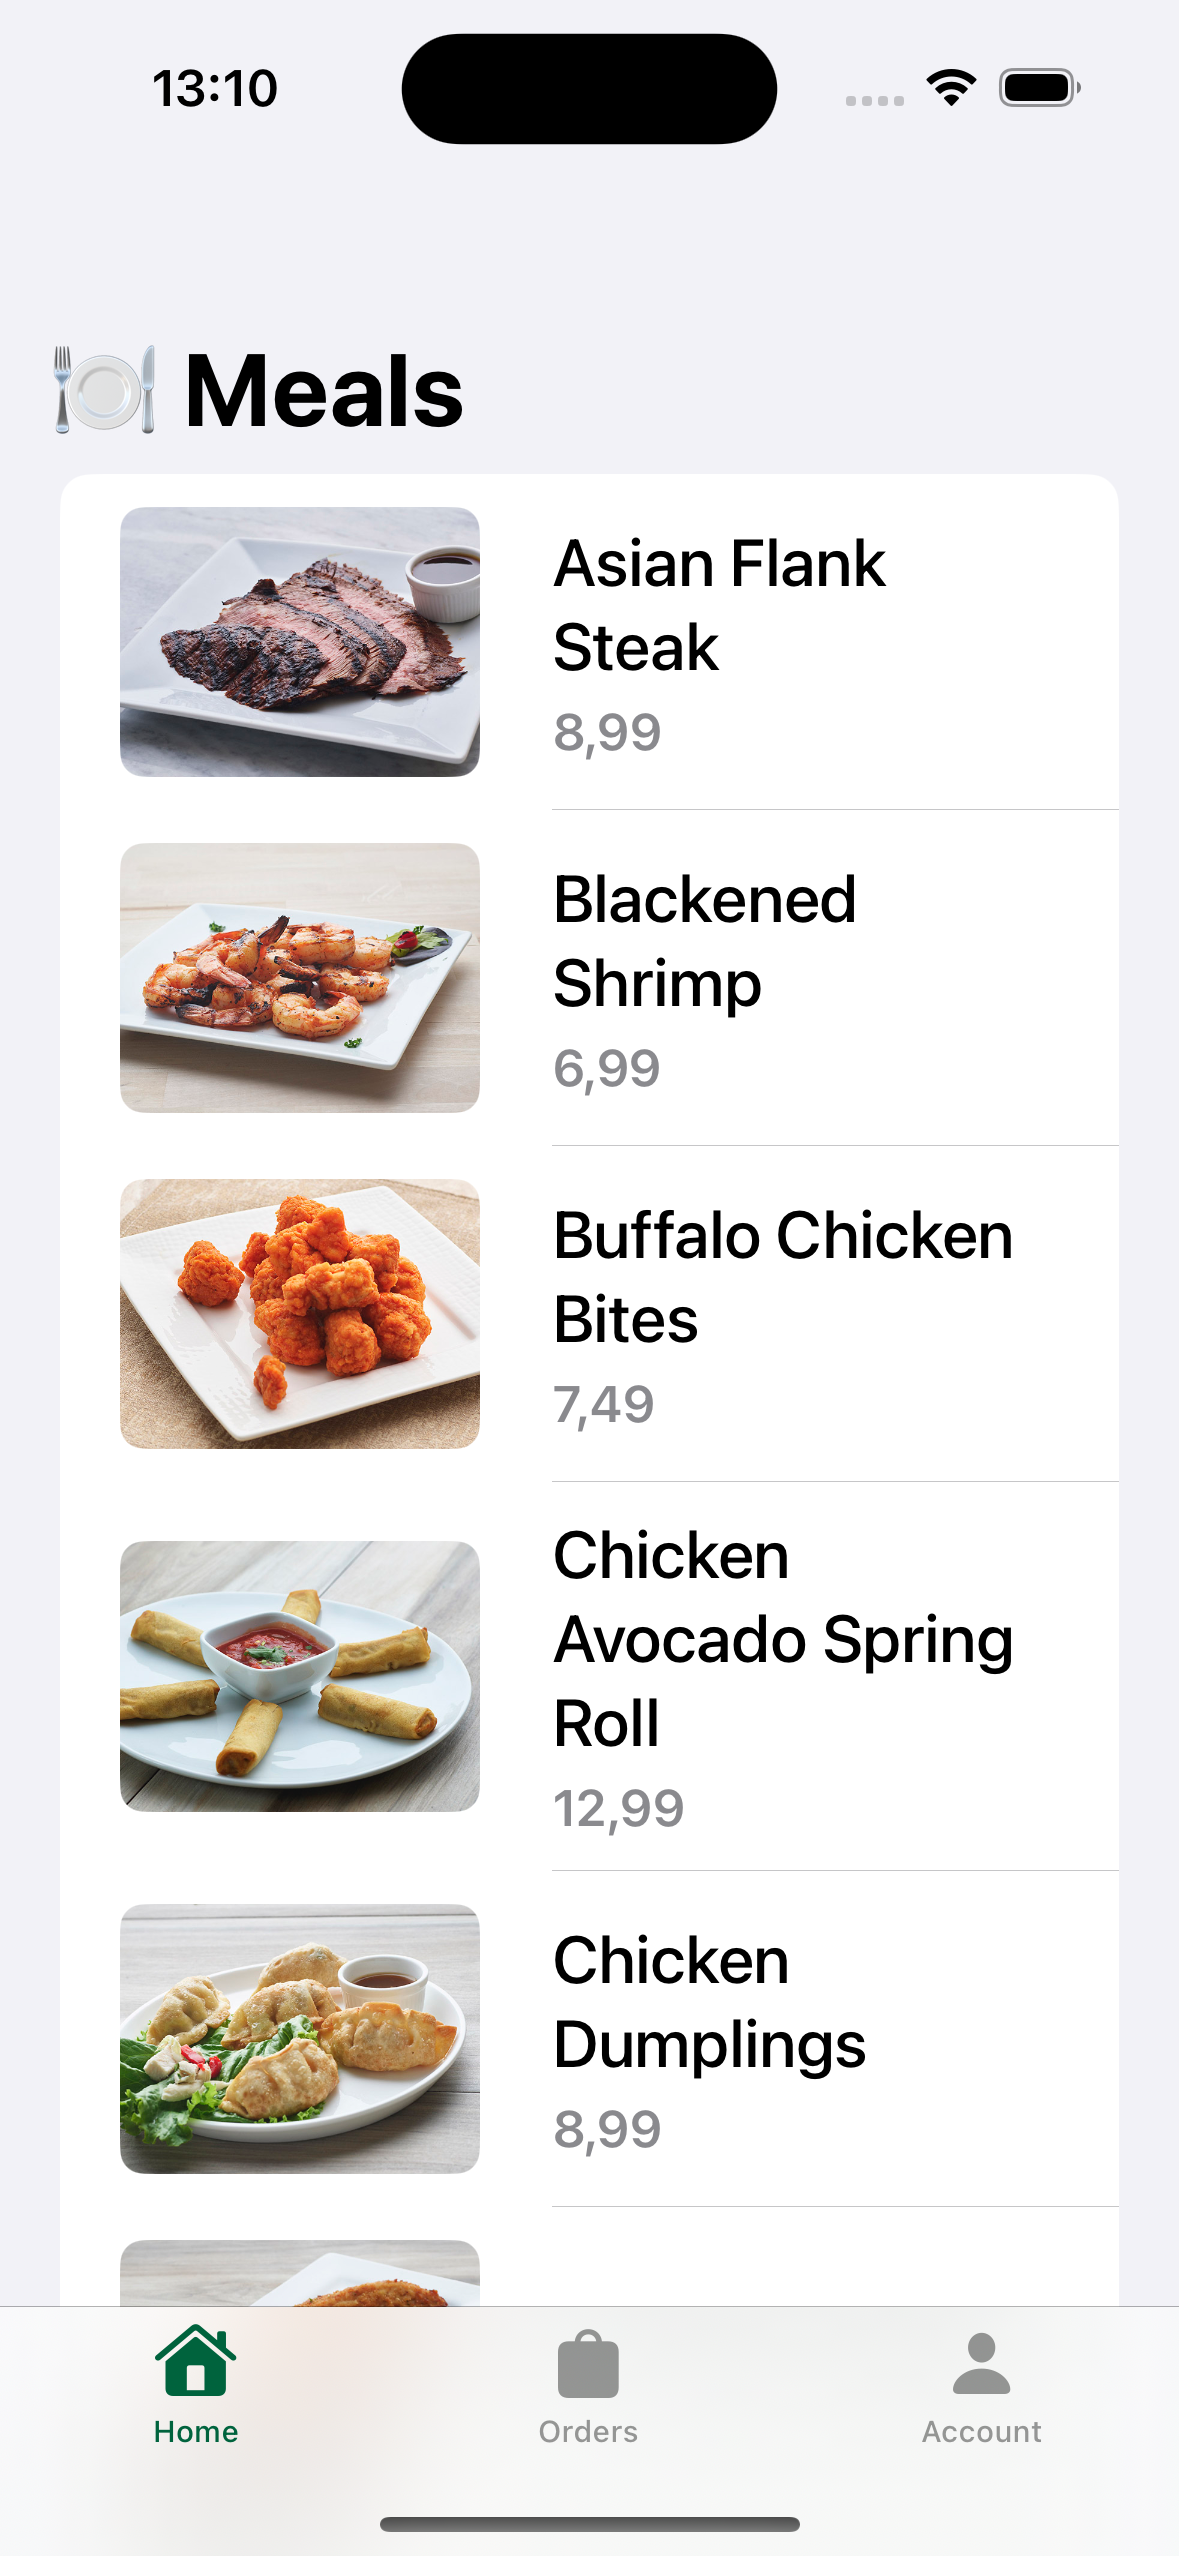 13:10
🍽️ Meals
Asian Flank
Steak
8,99
Blackened
Shrimp
6,99
Buffalo Chicken
Bites
7,49
Chicken
Avocado Spring
Roll
12,99
Chicken
Dumplings
8,99
Home
Orders
Account